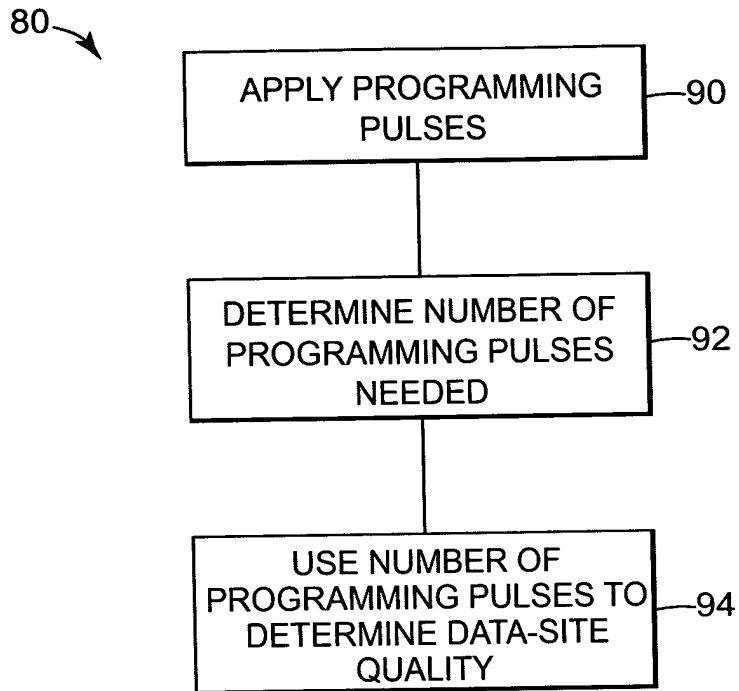 80
APPLY PROGRAMMING
PULSES
90
DETERMINE NUMBER OF
PROGRAMMING PULSES
NEEDED
92
USE NUMBER OF
PROGRAMMING PULSES TO
DETERMINE DATA-SITE
QUALITY
94